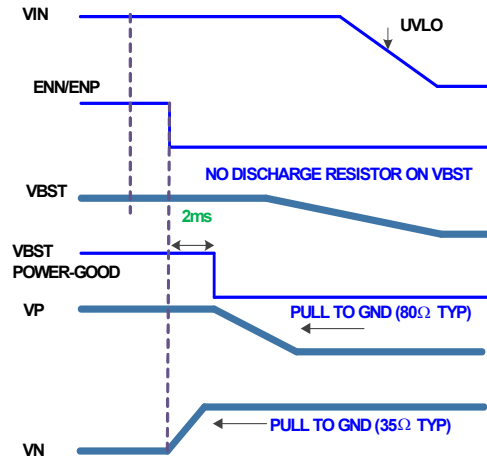 VIN
UVLO
ENN/ENP
NO DISCHARGE RESISTOR ON VBST
VBST
2ms
VBST
POWER-GOOD
VP
PULL TO GND (80Ω TYP)
PULL TO GND (35Ω TYP)
VN